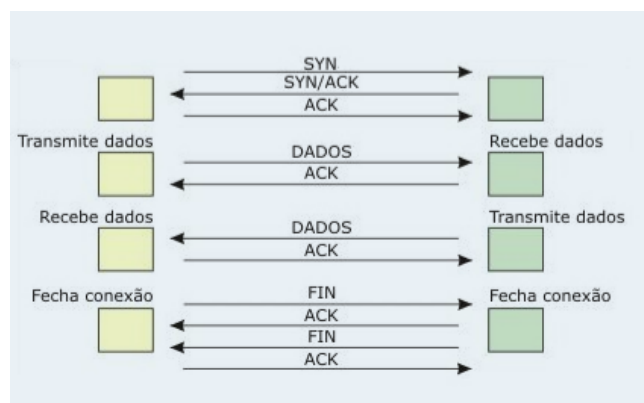 SYN
SYN/ACK
ACK
Transmite dados
Recebe dados
DADOS
ACK
Recebe dados
Transmite dados
DADOS
ACK
Fecha conexão
Fecha conexão
FIN
ACK
FIN
ACK